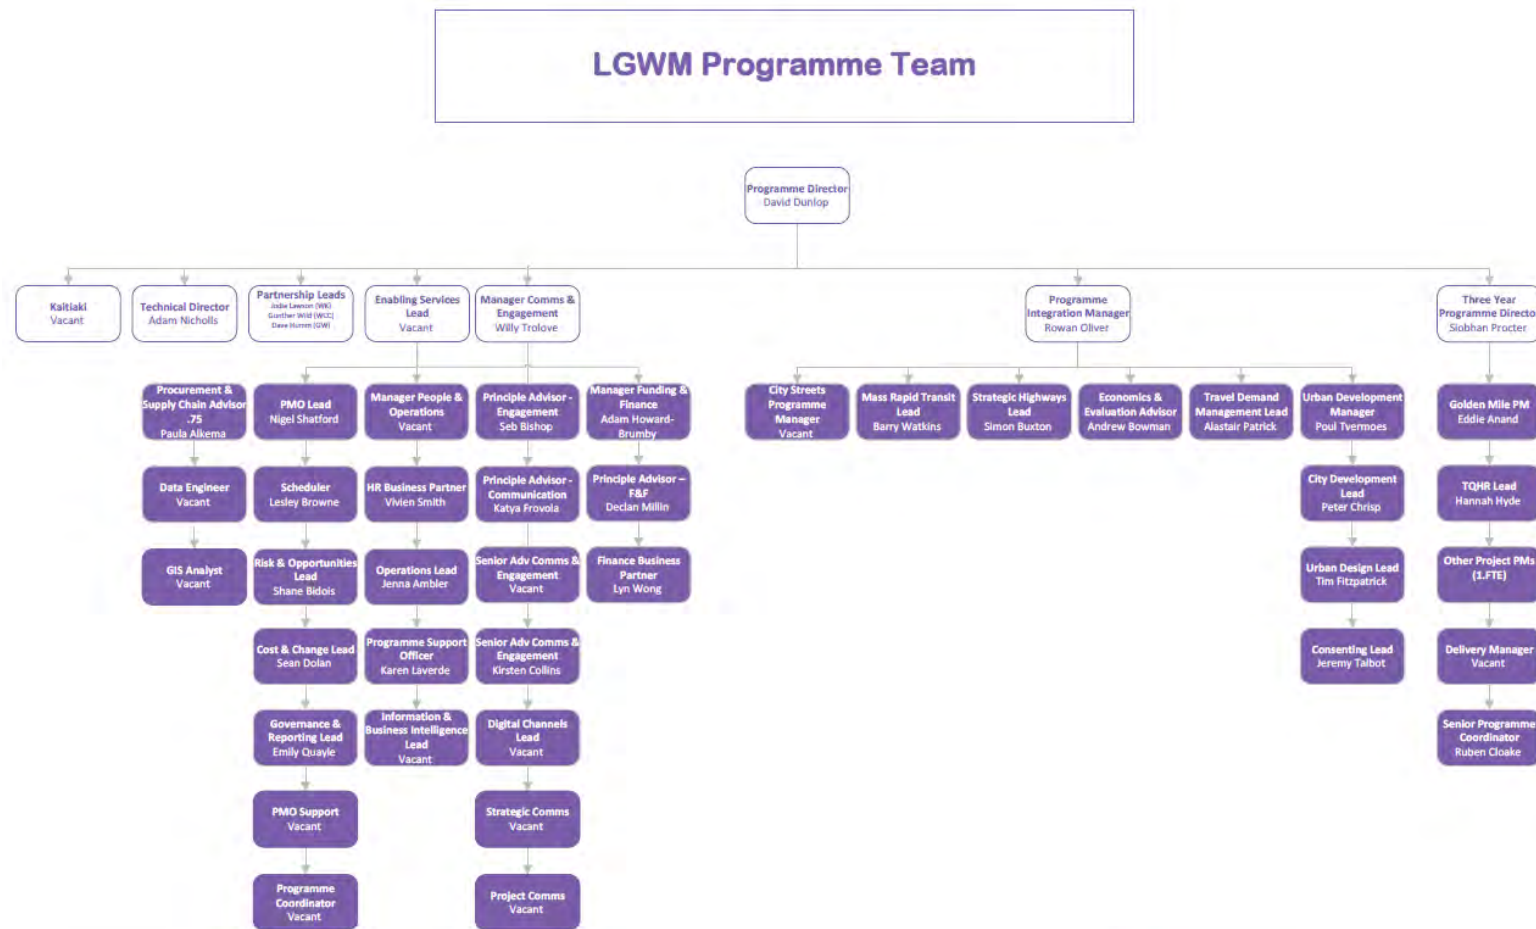 LGWM Programme Team
Programme Director
David Dunlop
Kaitiaki
Vacant
Technical Director
Adam Nicholls
Partnership Leads
Jodie Lawson (WK)
Gunther Wild (WCC)
Dave Humm (GW)
Enabling Services
Lead
Vacant
Manager Comms &
Engagement
Willy Trolove
Programme
Integration Manager
Rowan Oliver
Three Year
Programme Directo
Siobhan Procter
Procurement &
Supply Chain Advisor
.75
Paula Alkema
PMO Lead
Nigel Shatford
Manager People &
Operations
Vacant
Principle Advisor -
Engagement
Seb Bishop
Manager Funding &
Finance
Adam Howard-
Brumby
City Streets
Programme
Manager
Vacant
Mass Rapid Transit
Lead
Barry Watkins
Strategic Highways
Lead
Simon Buxton
Economics &
Evaluation Advisor
Andrew Bowman
Travel Demand
Management Lead
Alastair Patrick
Urban Development
Manager
Poul Tvermoes
Golden Mile PM
Eddie Anand
Data Engineer
Vacant
Scheduler
Lesley Browne
HR Business Partner
Vivien Smith
Principle Advisor -
Communication
Katya Frovola
Principle Advisor –
F&F
Declan Millin
City Development
Lead
Peter Chrisp
TQHR Lead
Hannah Hyde
GIS Analyst
Vacant
Risk & Opportunities
Lead
Shane Bidois
Operations Lead
Jenna Ambler
Senior Adv Comms &
Engagement
Vacant
Finance Business
Partner
Lyn Wong
Urban Design Lead
Tim Fitzpatrick
Other Project PMs
(1.FTE)
Cost & Change Lead
Sean Dolan
Programme Support
Officer
Karen Laverde
Senior Adv Comms &
Engagement
Kirsten Collins
Consenting Lead
Jeremy Talbot
Delivery Manager
Vacant
Governance &
Reporting Lead
Emily Quayle
Information &
Business Intelligence
Lead
Vacant
Digital Channels
Lead
Vacant
Senior Programme
Coordinator
Ruben Cloake
PMO Support
Vacant
Strategic Comms
Vacant
Programme
Coordinator
Vacant
Project Comms
Vacant